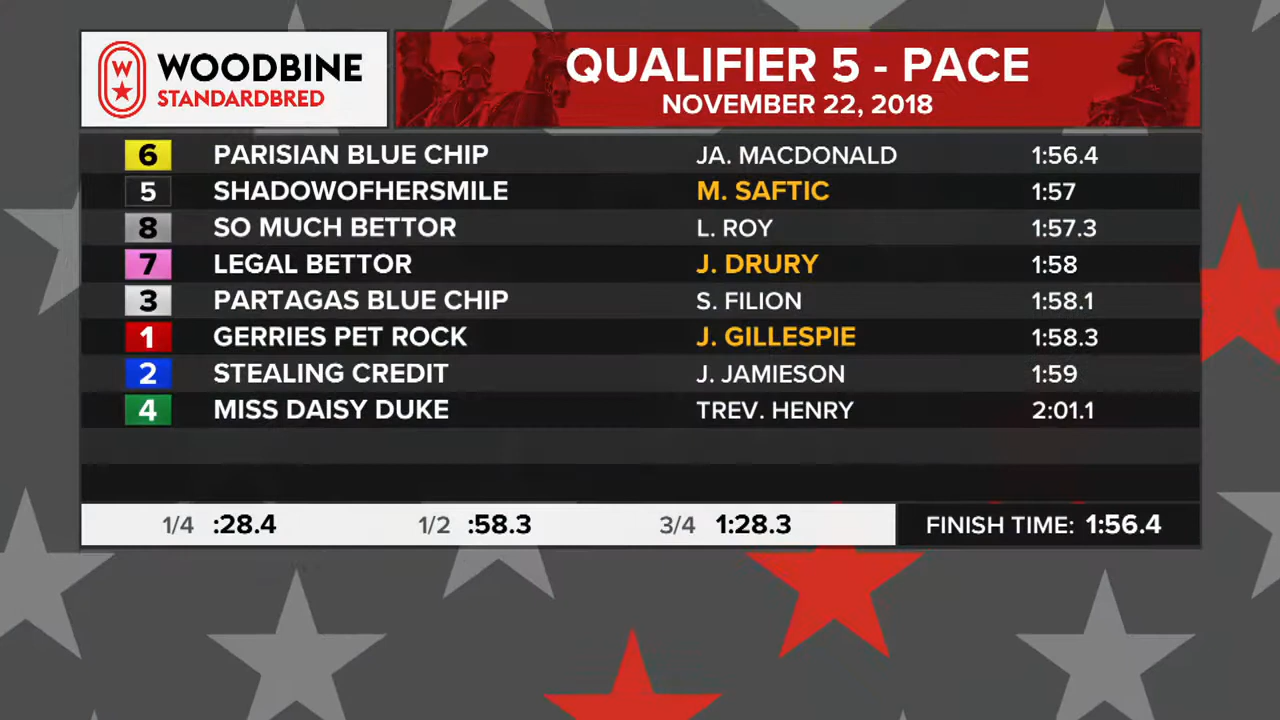 W
WOODBINE
STANDARDBRED
QUALIFIER 5 - PACE
NOVEMBER 22, 2018
6 PARISIAN BLUE CHIP JA. MACDONALD 1:56.4
5 SHADOWOFHERSMILE M. SAFTIC 1:57
8 SO MUCH BETTOR L. ROY 1:57.3
7 LEGAL BETTOR J. DRURY 1:58
3 PARTAGAS BLUE CHIP S. FILION 1:58.1
1 GERRIES PET ROCK J. GILLESPIE 1:58.3
2 STEALING CREDIT J. JAMIESON 1:59
4 MISS DAISY DUKE TREV. HENRY 2:01.1
1/4 :28.4 1/2 :58.3 3/4 1:28.3 FINISH TIME: 1:56.4